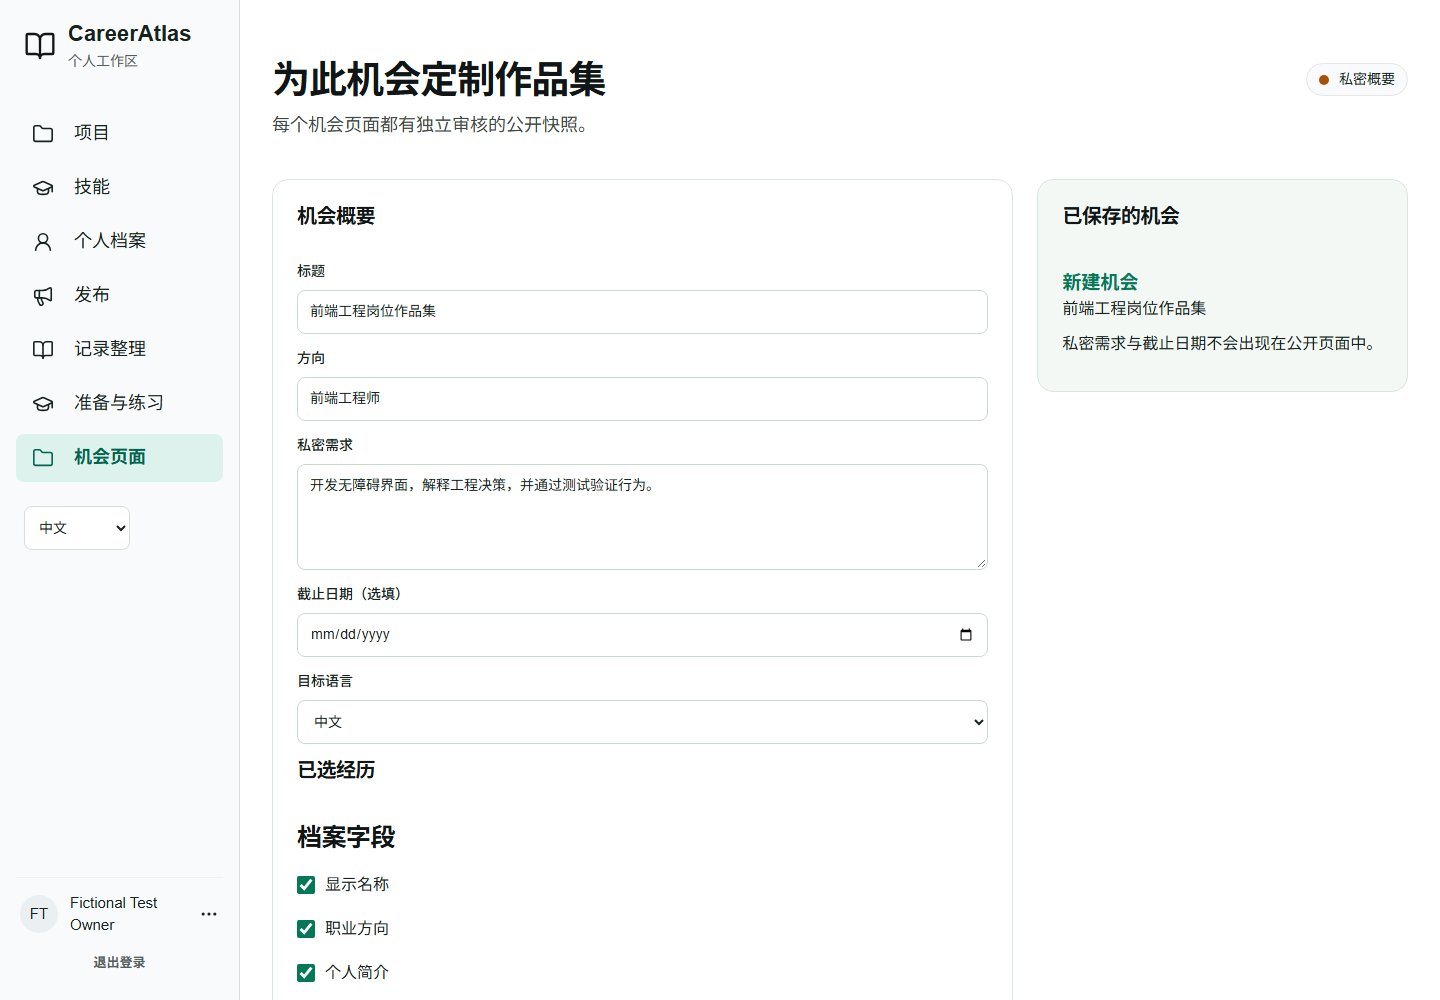 CareerAtlas
个人工作区
项目
技能
个人档案
发布
记录整理
准备与练习
机会页面
中文
FT
Fictional Test
Owner
退出登录
为此机会定制作品集
每个机会页面都有独立审核的公开快照。
私密概要
机会概要
标题
前端工程岗位作品集
方向
前端工程师
私密需求
开发无障碍界面，解释工程决策，并通过测试验证行为。
截止日期（选填）
mm/dd/yyyy
目标语言
中文
已选经历
档案字段
显示名称
职业方向
个人简介
已保存的机会
新建机会
前端工程岗位作品集
私密需求与截止日期不会出现在公开页面中。